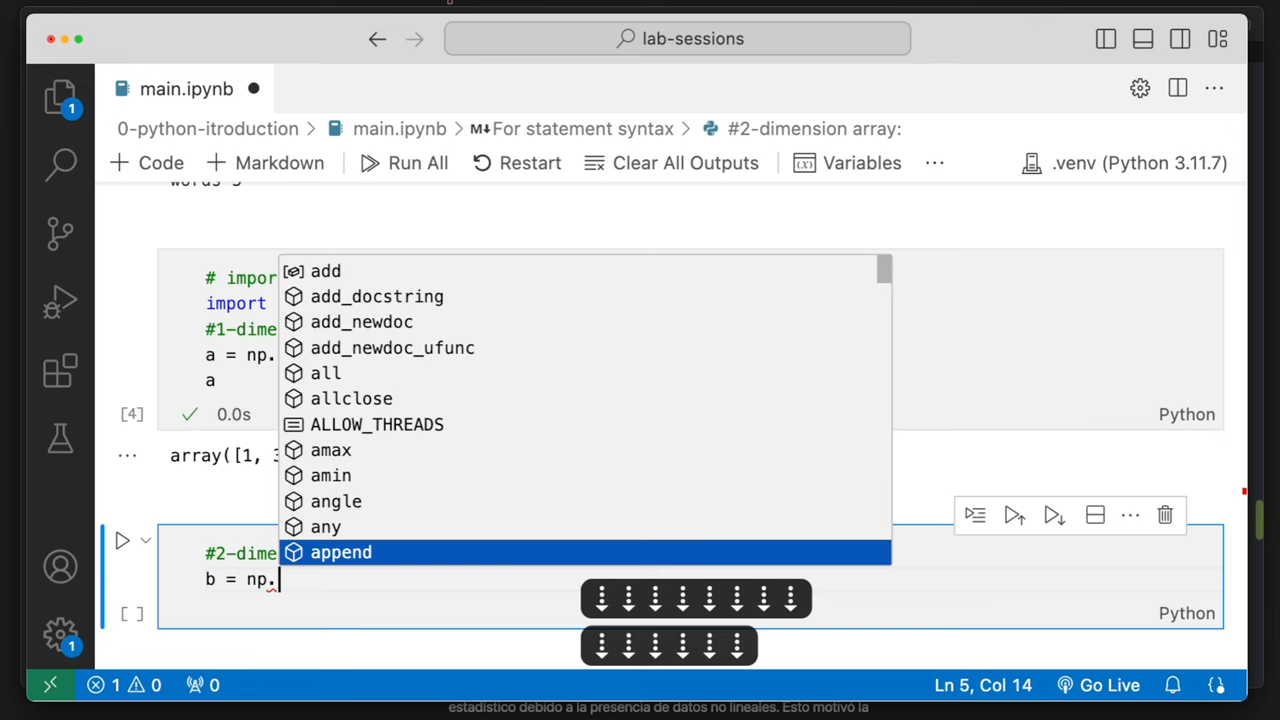 lab-sessions
1
main.ipynb
0-python-itroduction > main.ipynb > M↓For statement syntax > #2-dimension array:
+ Code + Markdown Run All Restart Clear All Outputs Variables ... .venv (Python 3.11.7)
# impor
import
#1-dime
a = np.
a
[4] 0.0s Python
... array([1,
add
add_docstring
add_newdoc
add_newdoc_ufunc
all
allclose
ALLOW_THREADS
amax
amin
angle
any
append
#2-dime
b = np.
[ ] Python
1
1 0 0 Ln 5, Col 14 Go Live
estadístico debido a la presencia de datos no lineales. Esto motivó la